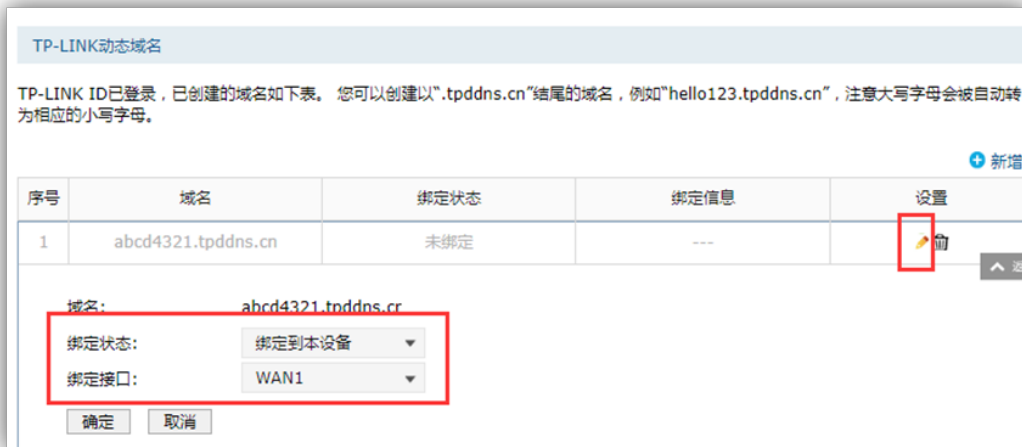 TP-LINK动态域名
TP-LINK ID已登录，已创建的域名如下表。 您可以创建以“.tpddns.cn”结尾的域名，例如“hello123.tpddns.cn”，注意大写字母会被自动转
为相应的小写字母。
新增
序号 域名 绑定状态 绑定信息 设置
1 abcd4321.tpddns.cn 未绑定 ---
域名: abcd4321.tpddns.cr
绑定状态: 绑定到本设备
绑定接口: WAN1
确定 取消